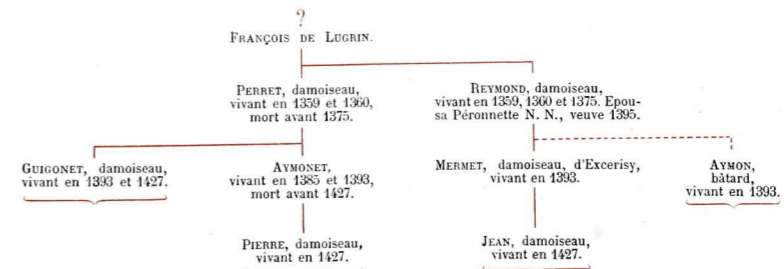 ?
FRANÇOIS DE LUGRIN.
PERRET, damoiseau,
vivant en 1359 et 1360,
mort avant 1375.
REYMOND, damoiseau,
vivant en 1359, 1360 et 1375. Epou-
sa Péronnette N. N., veuve 1395.
GUIGONET, damoiseau,
vivant en 1393 et 1427.
AYMONET,
vivant en 1385 et 1393,
mort avant 1427.
MERMET, damoiseau, d'Excerisy,
vivant en 1393.
AYMON,
bâtard,
vivant en 1393.
PIERRE, damoiseau,
vivant en 1427.
JEAN, damoiseau,
vivant en 1427.